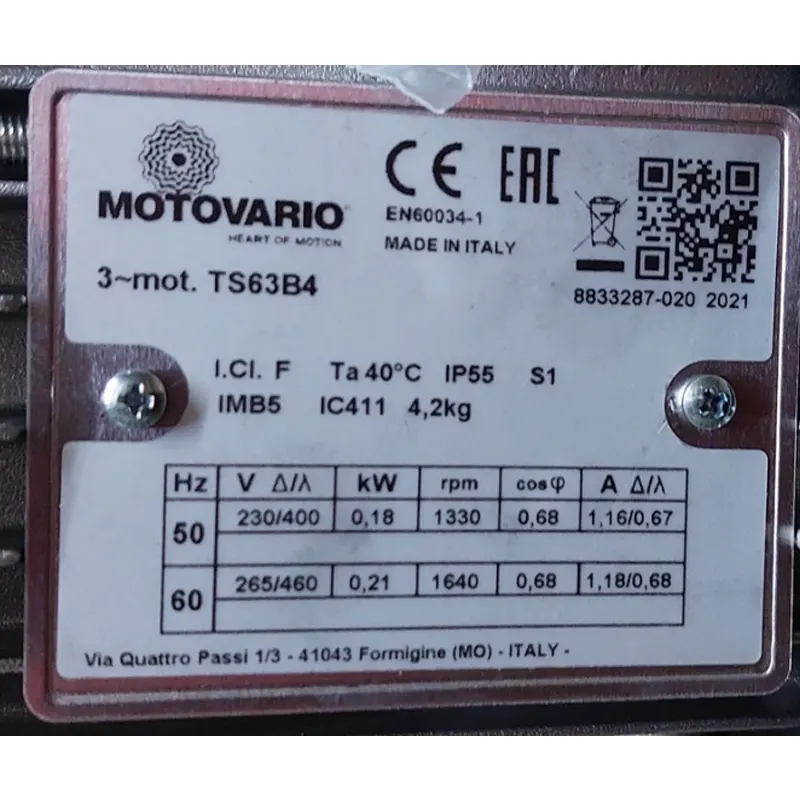 MOTOVARIO
HEART OF MOTION
CE EAC
EN60034-1
MADE IN ITALY
8833287-020 2021
3~mot. TS63B4
I.Cl. F Ta 40°C IP55 S1
IMB5 IC411 4,2kg
Hz V Δ/λ kW rpm cosφ A Δ/λ
50 230/400 0,18 1330 0,68 1,16/0,67
60 265/460 0,21 1640 0,68 1,18/0,68
Via Quattro Passi 1/3 - 41043 Formigine (MO) - ITALY -